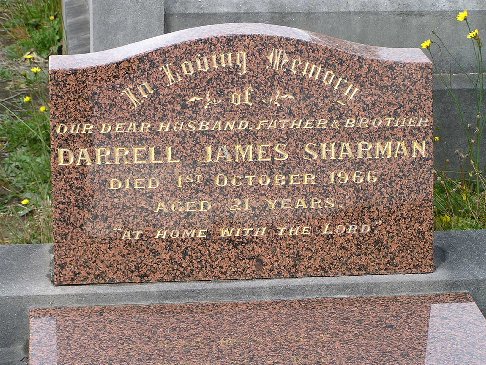 In Loving Memory
of
OUR DEAR HUSBAND, FATHER & BROTHER
DARRELL JAMES SHARMAN
DIED 1ST OCTOBER 1966
AGED 21 YEARS.
"AT HOME WITH THE LORD"